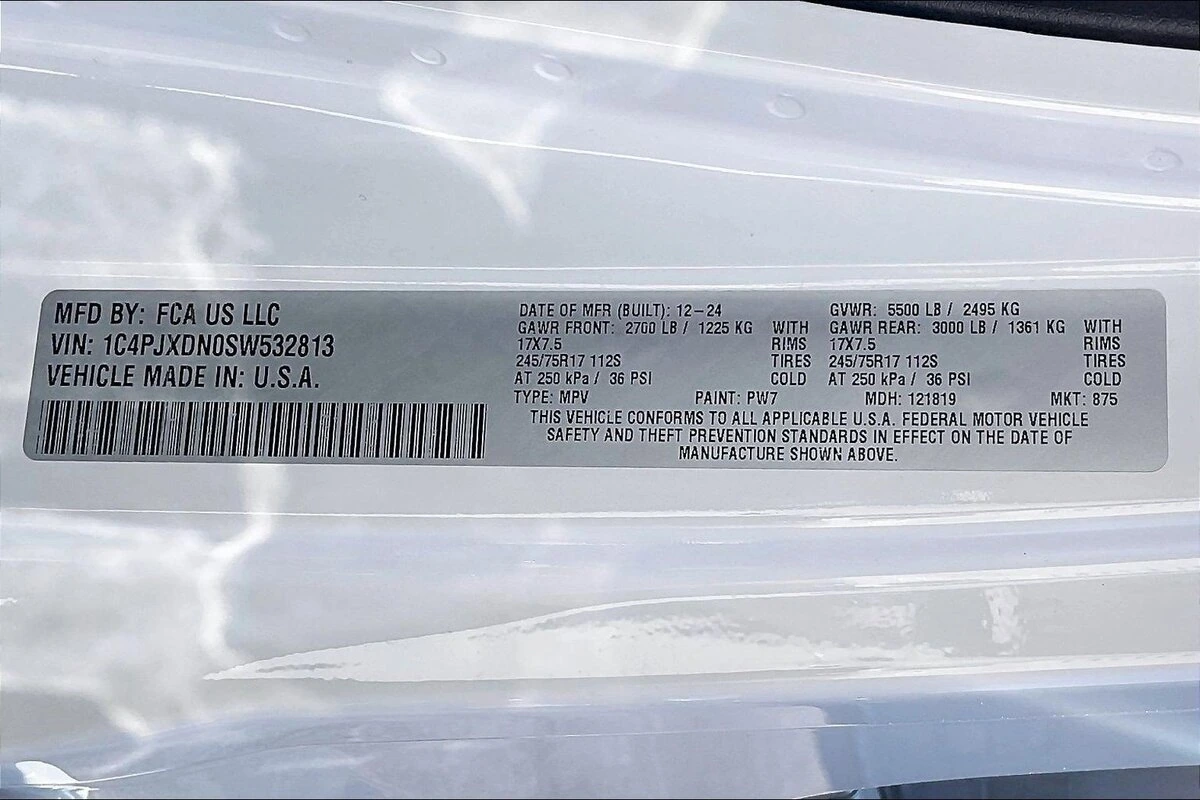 MFD BY: FCA US LLC
VIN: 1C4PJXDN0SW532813
VEHICLE MADE IN: U.S.A.
DATE OF MFR (BUILT): 12-24 GVWR: 5500 LB / 2495 KG
GAWR FRONT: 2700 LB / 1225 KG WITH GAWR REAR: 3000 LB / 1361 KG WITH
17X7.5 RIMS 17X7.5 RIMS
245/75R17 112S TIRES 245/75R17 112S TIRES
AT 250 kPa / 36 PSI COLD AT 250 kPa / 36 PSI COLD
TYPE: MPV PAINT: PW7 MDH: 121819 MKT: 875
THIS VEHICLE CONFORMS TO ALL APPLICABLE U.S.A. FEDERAL MOTOR VEHICLE
SAFETY AND THEFT PREVENTION STANDARDS IN EFFECT ON THE DATE OF
MANUFACTURE SHOWN ABOVE.